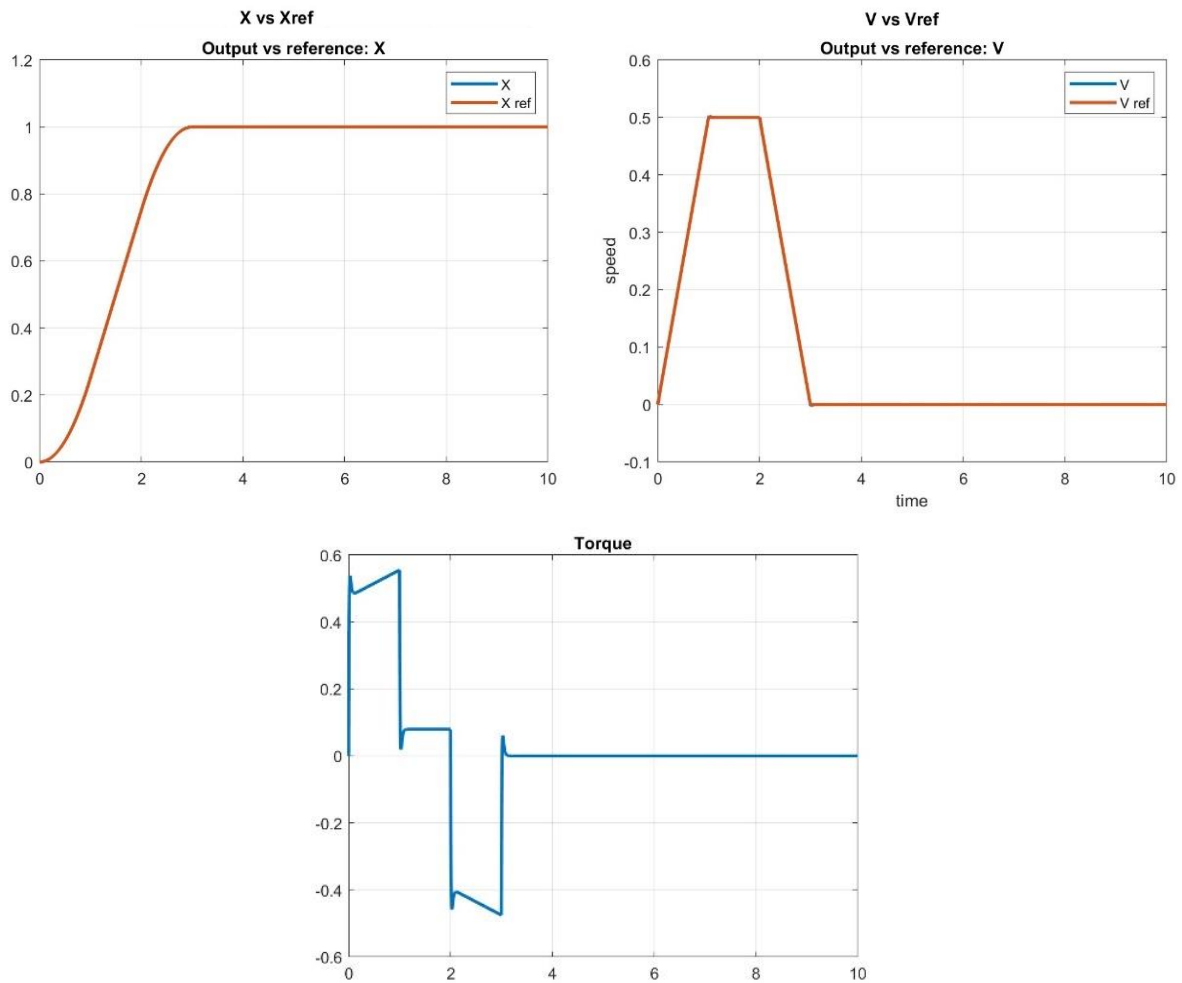 X vs Xref
Output vs reference: X
1.2
1
0.8
0.6
0.4
0.2
0
X
X ref
0 2 4 6 8 10
V vs Vref
Output vs reference: V
0.6
0.5
0.4
0.3
0.2
0.1
0
-0.1
speed
V
V ref
0 2 4 6 8 10
time
Torque
0.6
0.4
0.2
0
-0.2
-0.4
-0.6
0 2 4 6 8 10